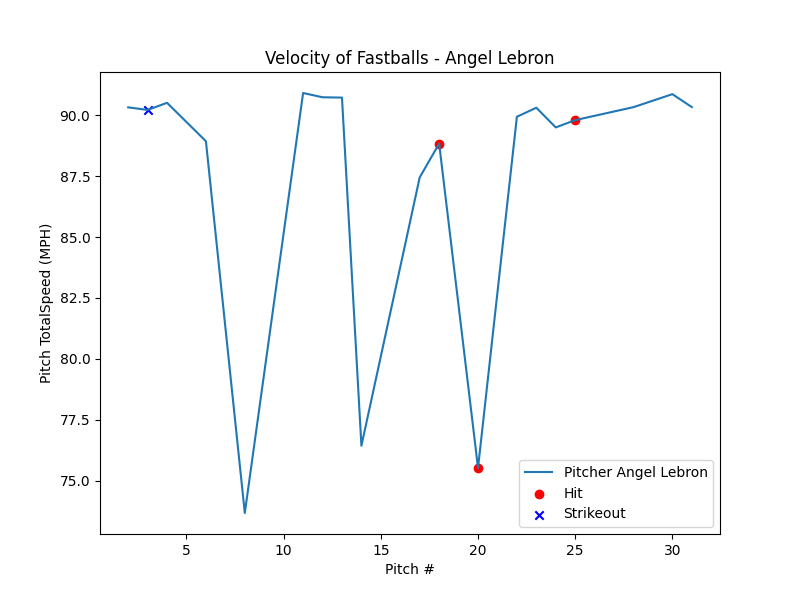 Velocity of Fastballs - Angel Lebron
Pitch TotalSpeed (MPH)
90.0
87.5
85.0
82.5
80.0
77.5
75.0
5 10 15 20 25 30
Pitch #
Pitcher Angel Lebron
Hit
Strikeout